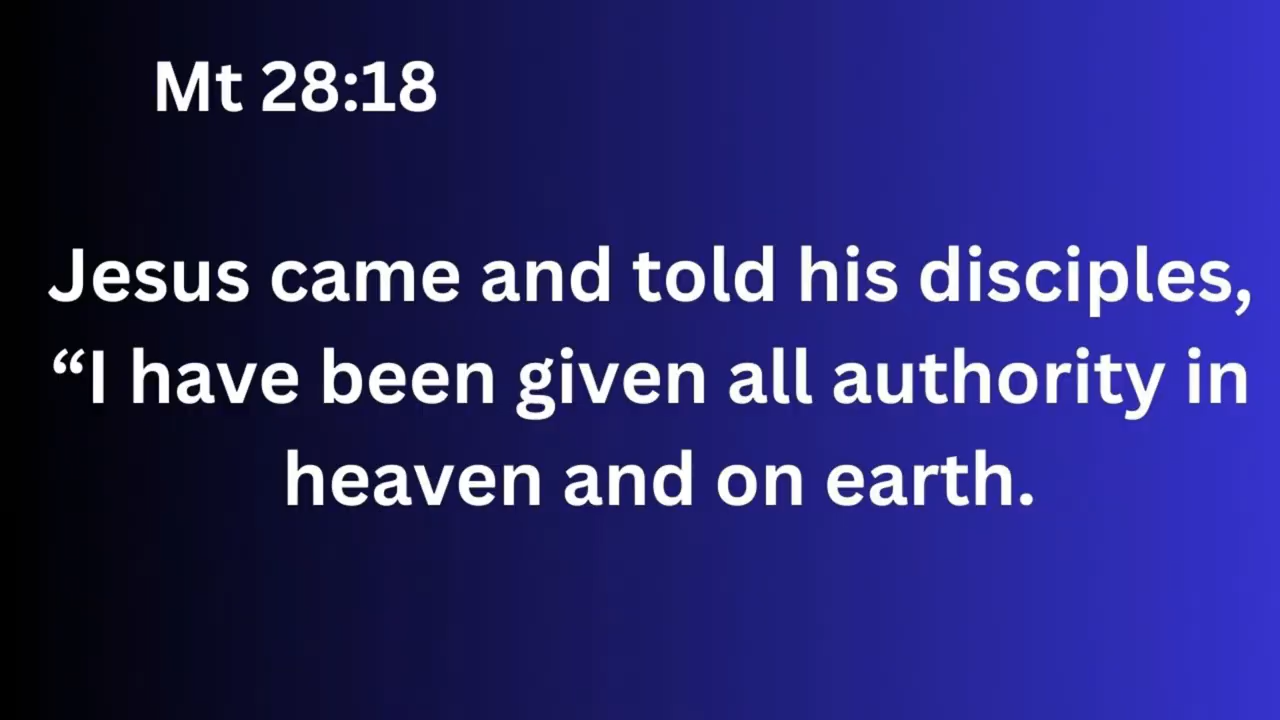 Mt 28:18
Jesus came and told his disciples,
“I have been given all authority in
heaven and on earth.